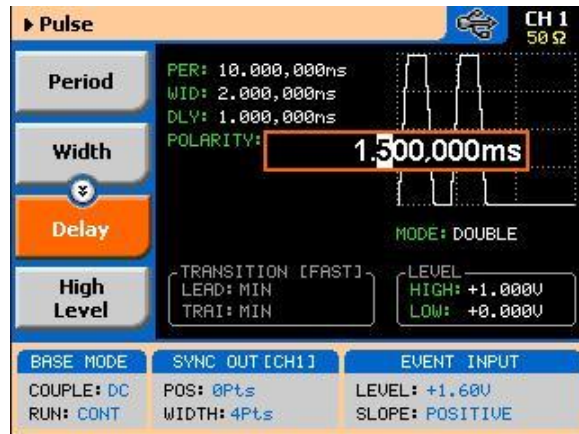 Pulse
CH 1
50 Ω
Period
Width
Delay
High
Level
PER: 10.000,000ms
WID: 2.000,000ms
DLY: 1.000,000ms
POLARITY:
1.500,000ms
MODE: DOUBLE
TRANSITION [FAST]
LEAD: MIN
TRAI: MIN
LEVEL
HIGH: +1.000V
LOW: +0.000V
BASE MODE
COUPLE: DC
RUN: CONT
SYNC OUT [CH1]
POS: 0Pts
WIDTH: 4Pts
EVENT INPUT
LEVEL: +1.60V
SLOPE: POSITIVE